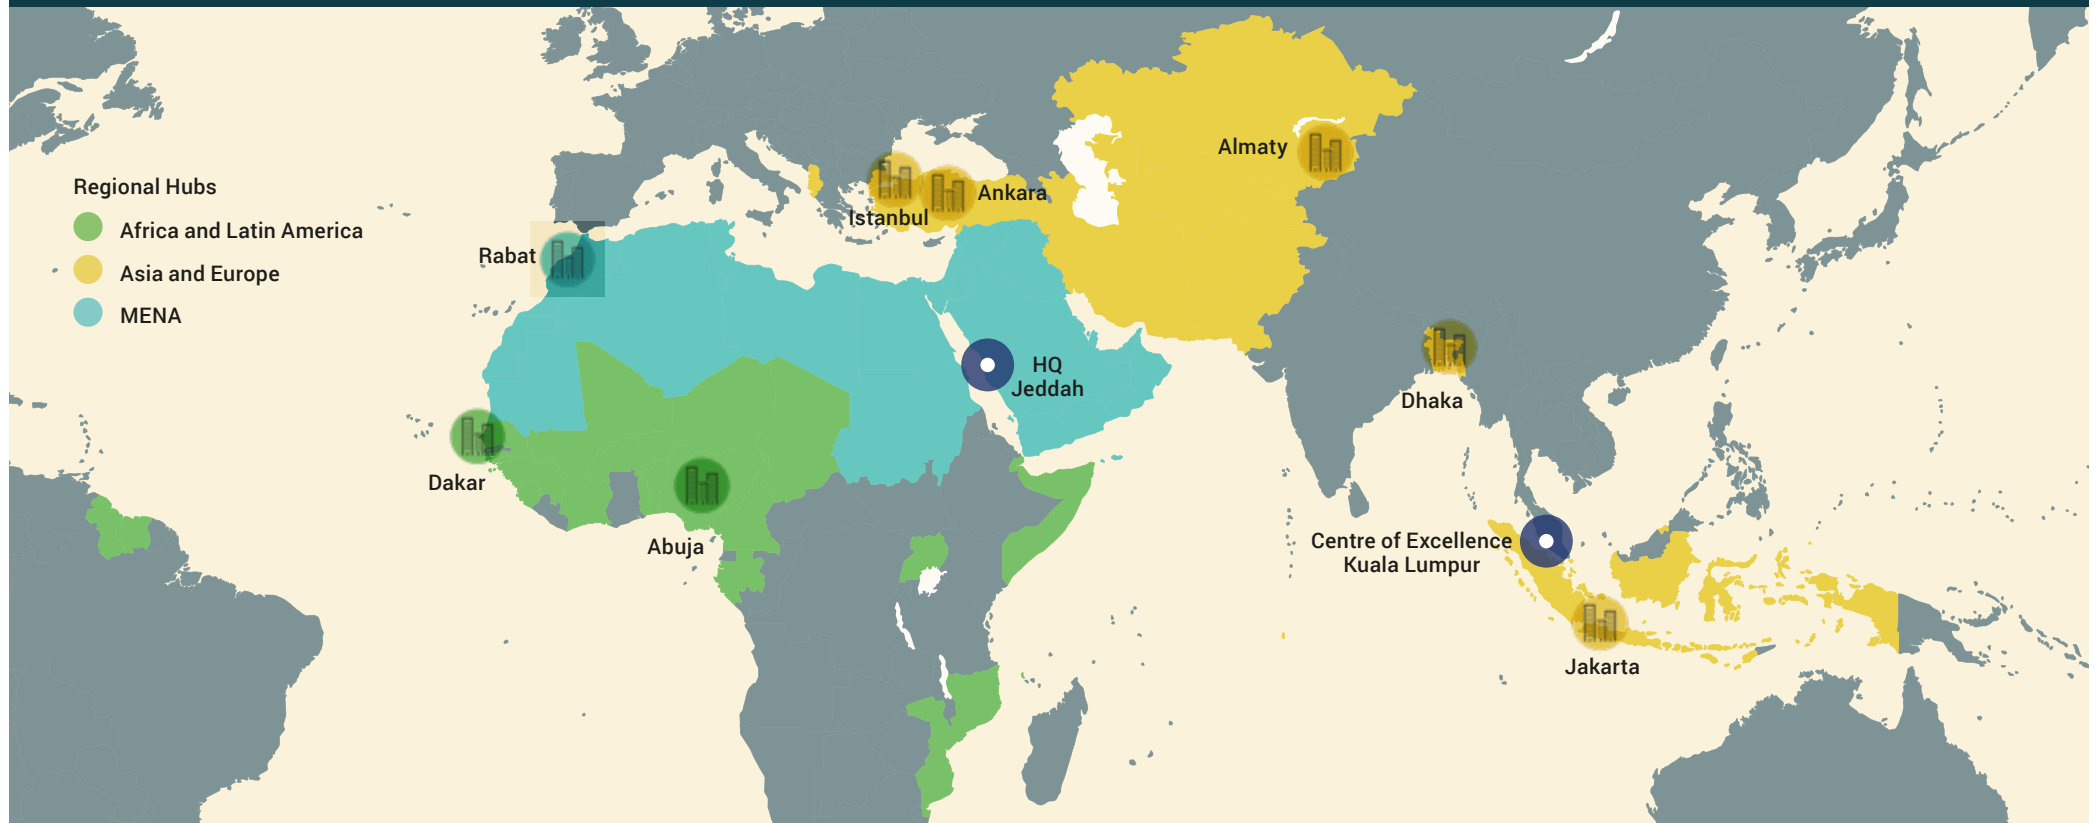 Regional Hubs
Africa and Latin America
Asia and Europe
MENA
Almaty
Ankara
Istanbul
Rabat
HQ
Jeddah
Dhaka
Dakar
Abuja
Centre of Excellence
Kuala Lumpur
Jakarta